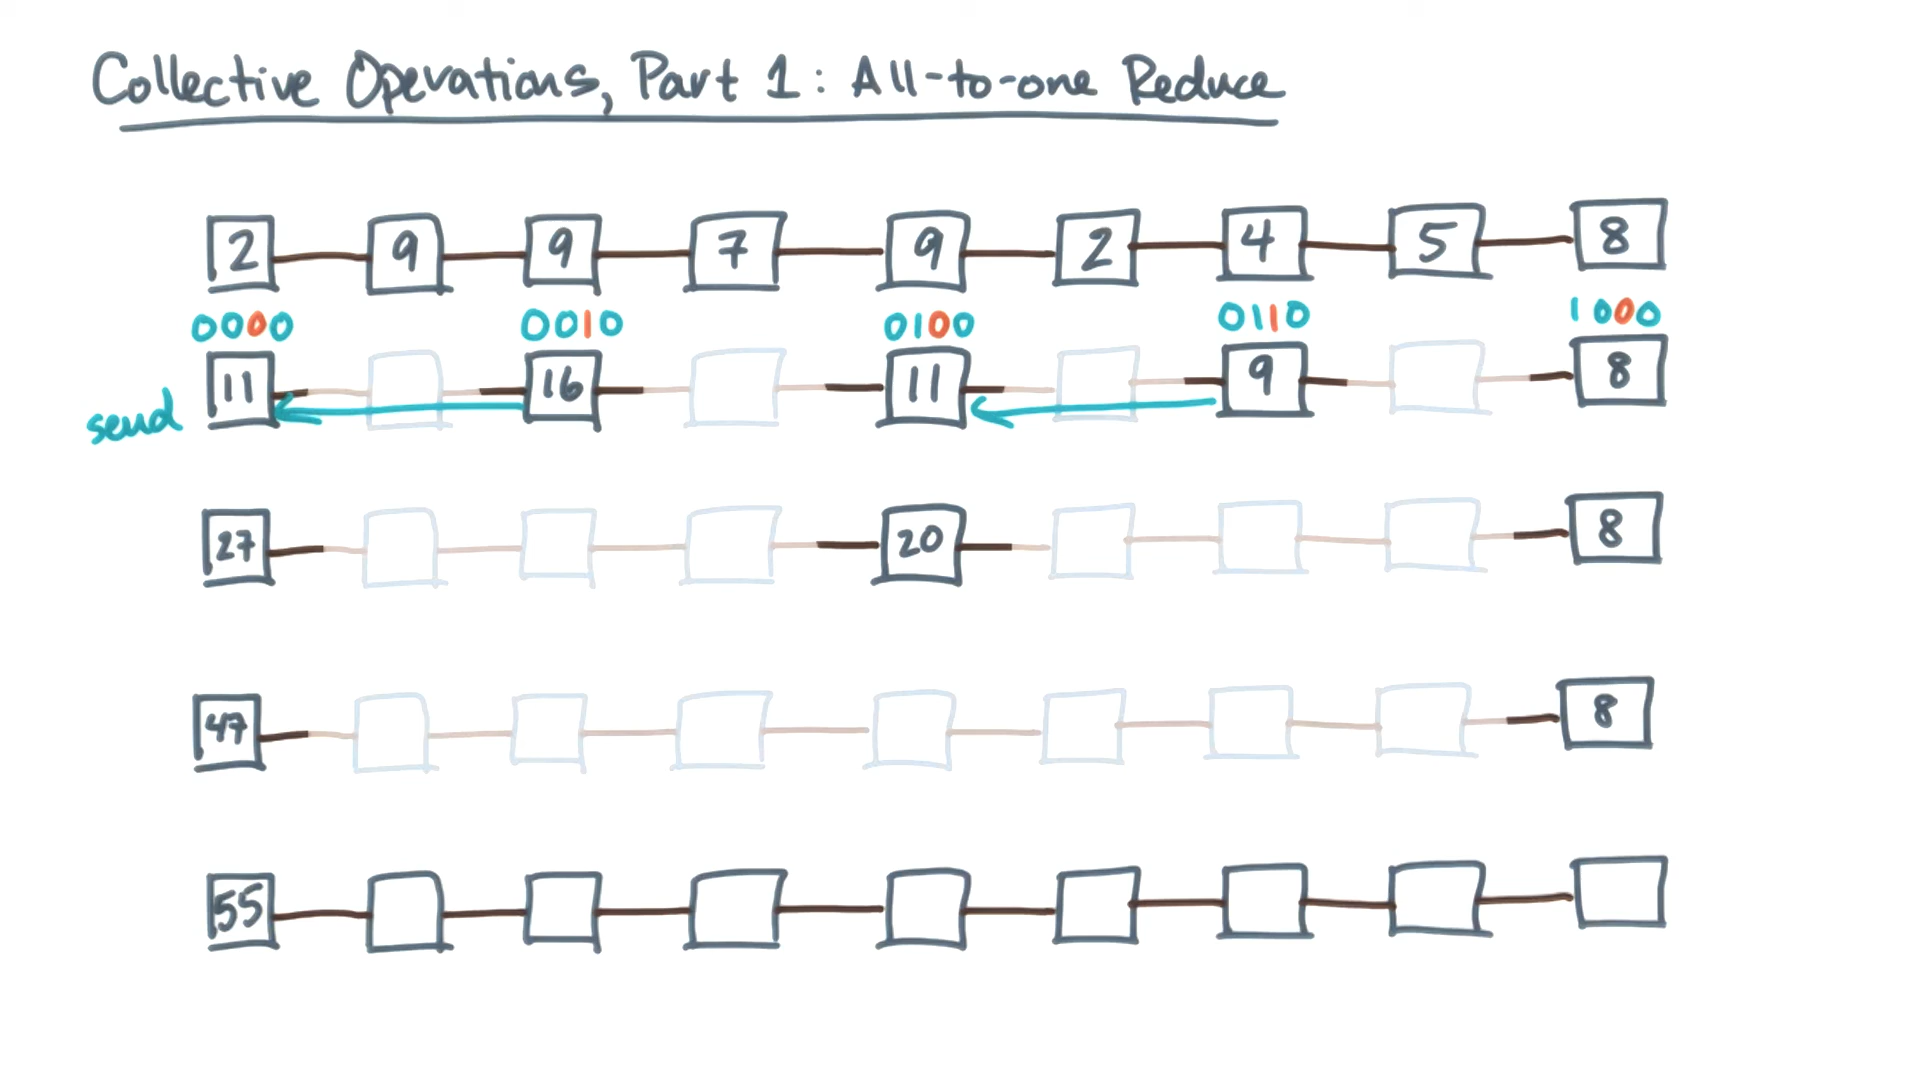 Collective Operations, Part 1: All-to-one Reduce
2 9 9 7 9 2 4 5 8
0000 0010 0100 0110 1000
11 16 11 9 8
send
27 20 8
47 8
55